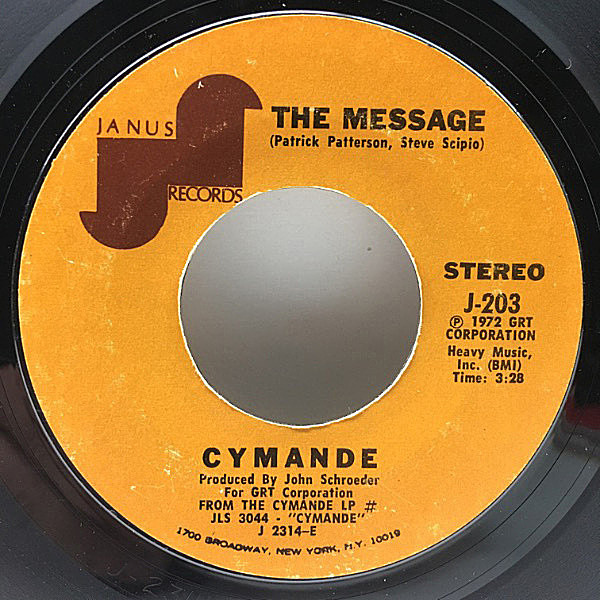 JANUS
RECORDS
THE MESSAGE
(Patrick Patterson, Steve Scipio)
STEREO
J-203
℗ 1972 GRT
CORPORATION
Heavy Music,
Inc. (BMI)
Time: 3:28
CYMANDE
Produced By John Schroeder
For GRT Corporation
FROM THE CYMANDE LP #
JLS 3044 - "CYMANDE"
J 2314-E
1700 BROADWAY, NEW YORK, N.Y. 10019